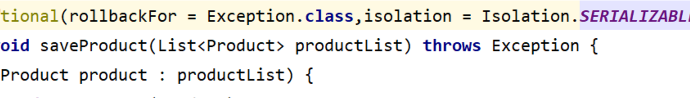 tional(rollbackFor = Exception.class,isolation = Isolation.SERIALIZABL
oid saveProduct(List<Product> productList) throws Exception {
Product product : productList) {